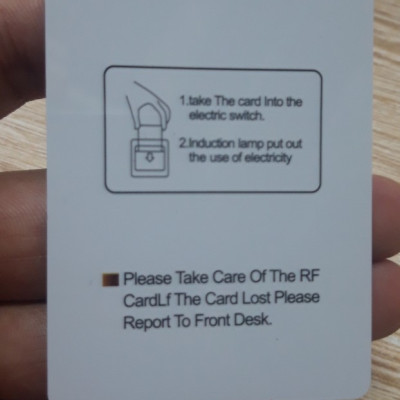 1.take The card Into the
electric switch.
2.Induction lamp put out
the use of electricity
Please Take Care Of The RF
CardLf The Card Lost Please
Report To Front Desk.